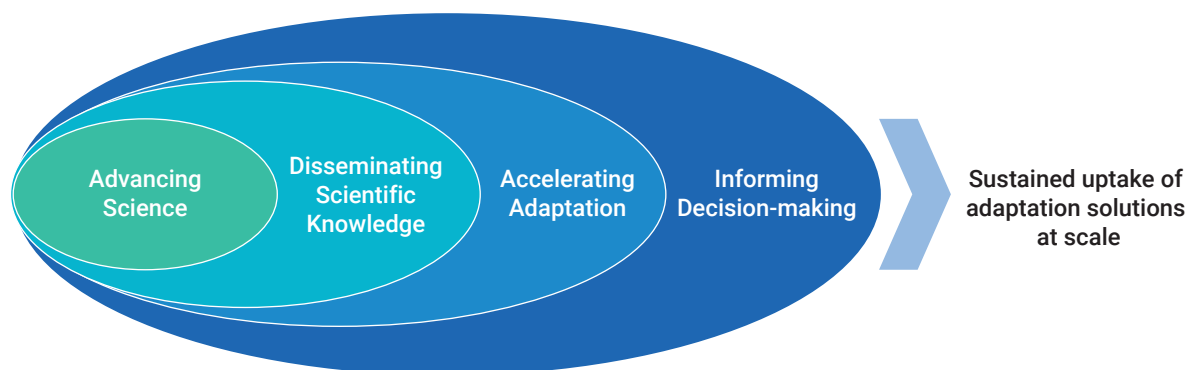 Advancing
Science
Disseminating
Scientific
Knowledge
Accelerating
Adaptation
Informing
Decision-making
Sustained uptake of
adaptation solutions
at scale